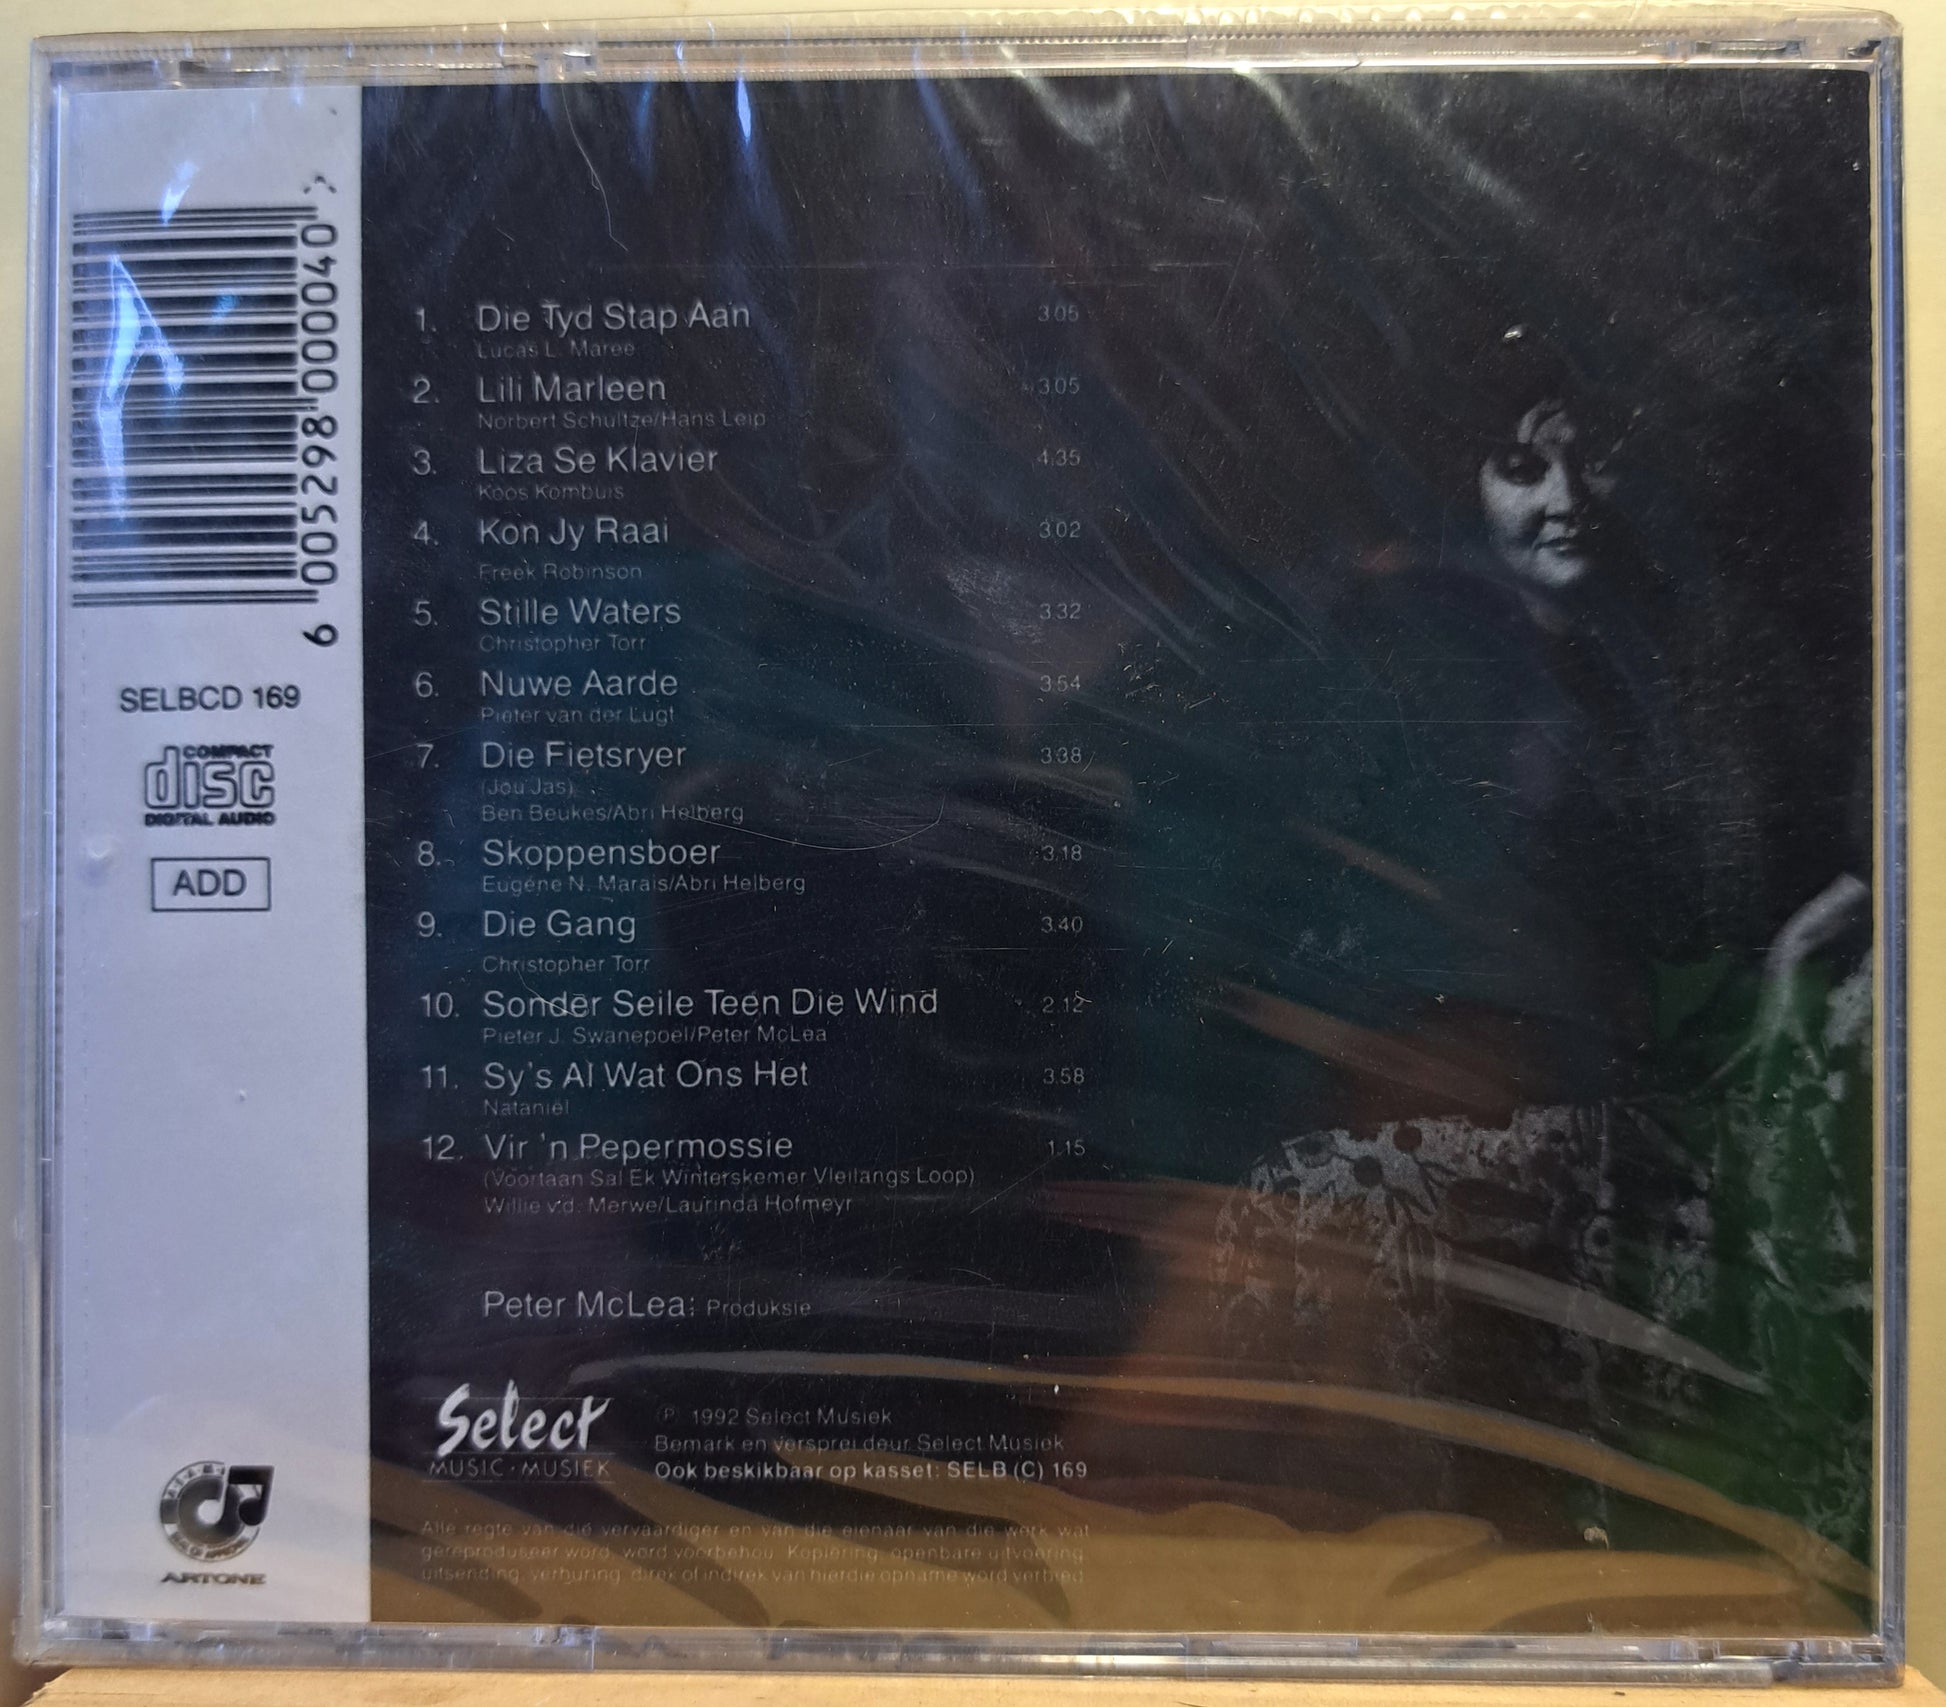 6 005298 000040 >
SELBCD 169
COMPACT
disc
DIGITAL AUDIO
ADD
ARTONE
1. Die Tyd Stap Aan 3.05
Lucas L. Maree
2. Lili Marleen 3.05
Norbert Schultze/Hans Leip
3. Liza Se Klavier 4.35
Koos Kombuis
4. Kon Jy Raai 3.02
Freek Robinson
5. Stille Waters 3.32
Christopher Torr
6. Nuwe Aarde 3.54
Pieter van der Lugt
7. Die Fietsryer 3.38
(Jou Jas)
Ben Beukes/Abri Helberg
8. Skoppensboer 3.18
Eugéne N. Marais/Abri Helberg
9. Die Gang 3.40
Christopher Torr
10. Sonder Seile Teen Die Wind 2.12
Pieter J. Swanepoel/Peter McLea
11. Sy's Al Wat Ons Het 3.58
Nataniël
12. Vir 'n Pepermossie 1.15
(Voortaan Sal Ek Winterskemer Vleilangs Loop)
Willie v.d. Merwe/Laurinda Hofmeyr
Peter McLea: Produksie
Select
MUSIC · MUSIEK
℗ 1992 Select Musiek
Bemark en versprei deur Select Musiek
Ook beskikbaar op kasset: SELB (C) 169
Alle regte van die vervaardiger en van die eienaar van die werk wat
gereproduseer word, word voorbehou. Kopiering, openbare uitvoering,
uitsending, verhuring, direk of indirek van hierdie opname word verbied